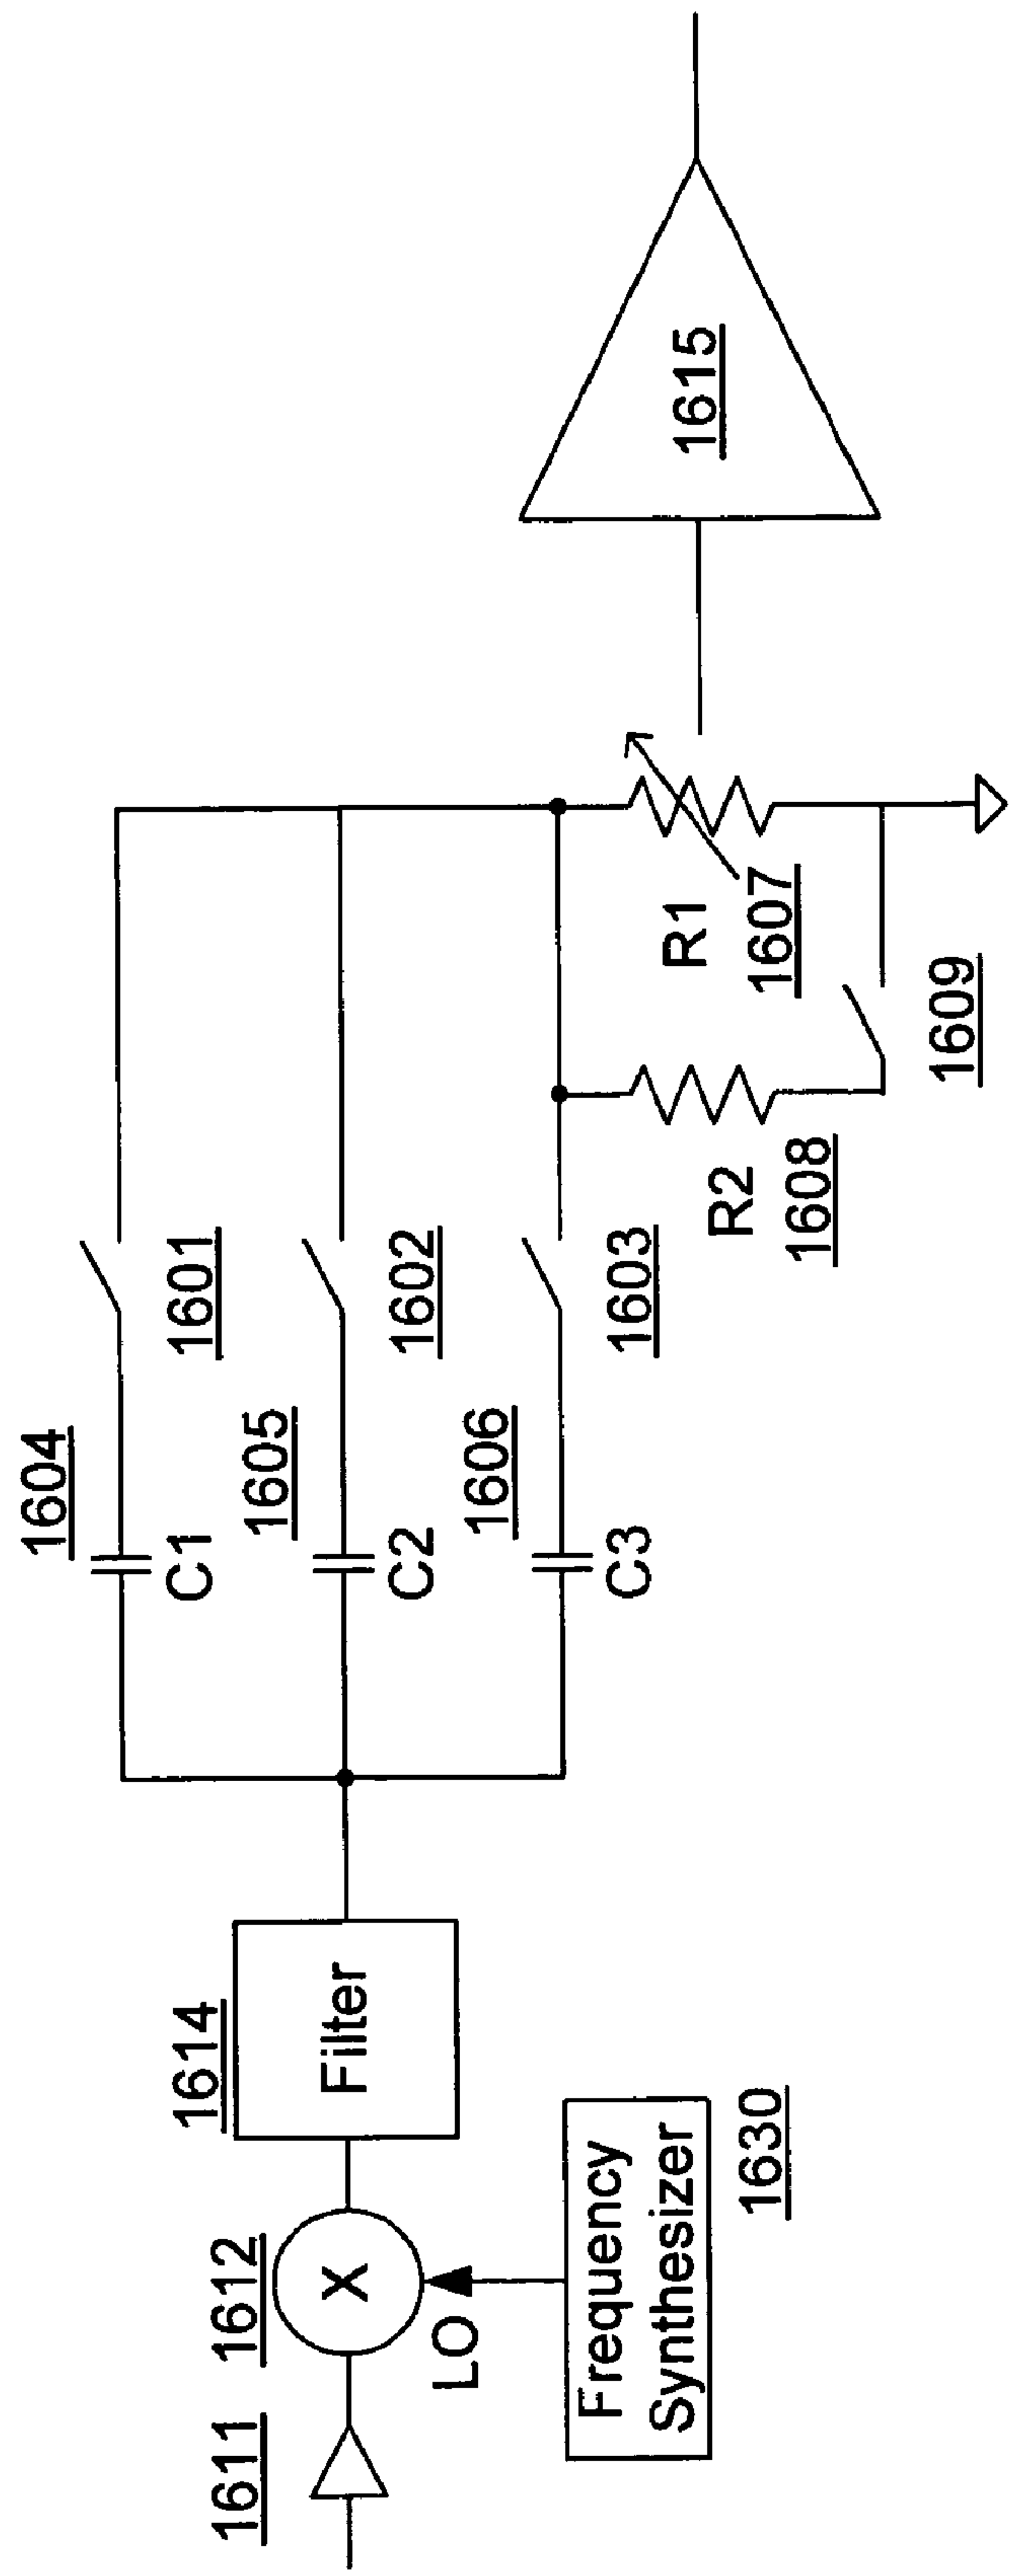 1611
1612
LO
Frequency
Synthesizer
1630
1614
Filter
1604
C1
1601
1605
C2
1602
1606
C3
1603
R2
1608
R1
1607
1609
1615